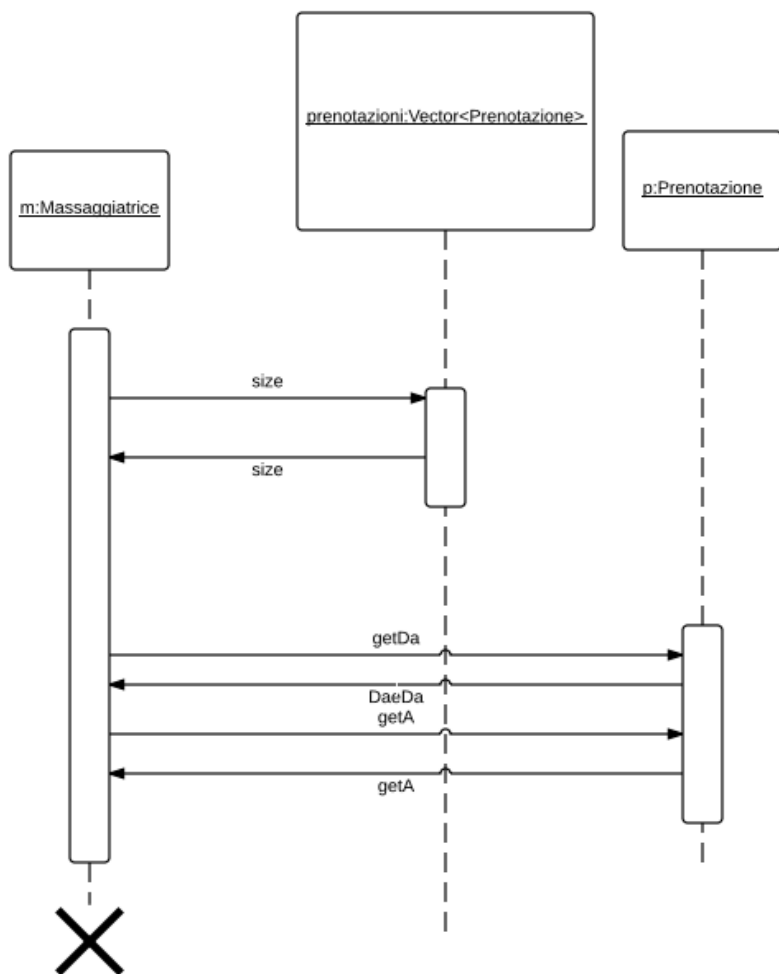 prenotazioni:Vector<Prenotazione>
m:Massaggiatrice
p:Prenotazione
size
size
getDa
DaeDa
getA
getA